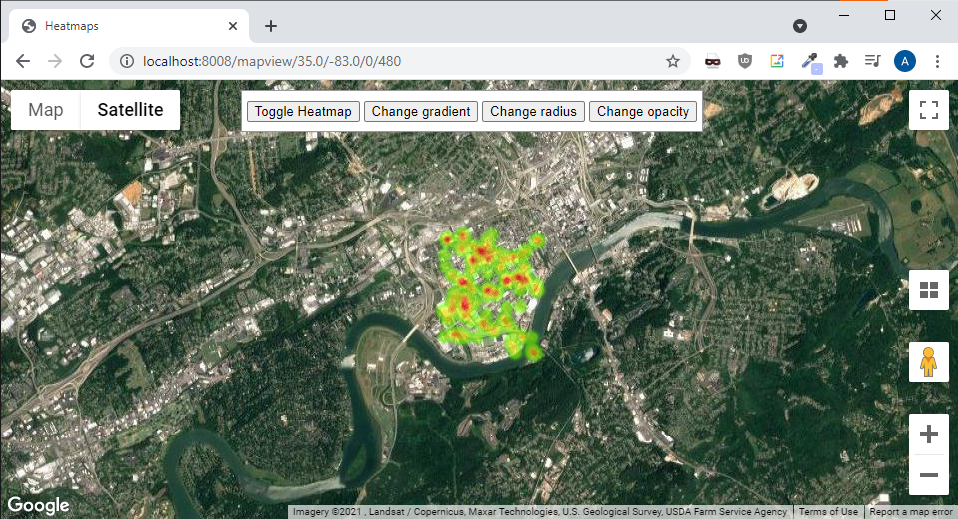 Heatmaps
localhost:8008/mapview/35.0/-83.0/0/480
UD
A
Map Satellite
Toggle Heatmap Change gradient Change radius Change opacity
Google
Imagery ©2021 , Landsat / Copernicus, Maxar Technologies, U.S. Geological Survey, USDA Farm Service Agency Terms of Use Report a map error